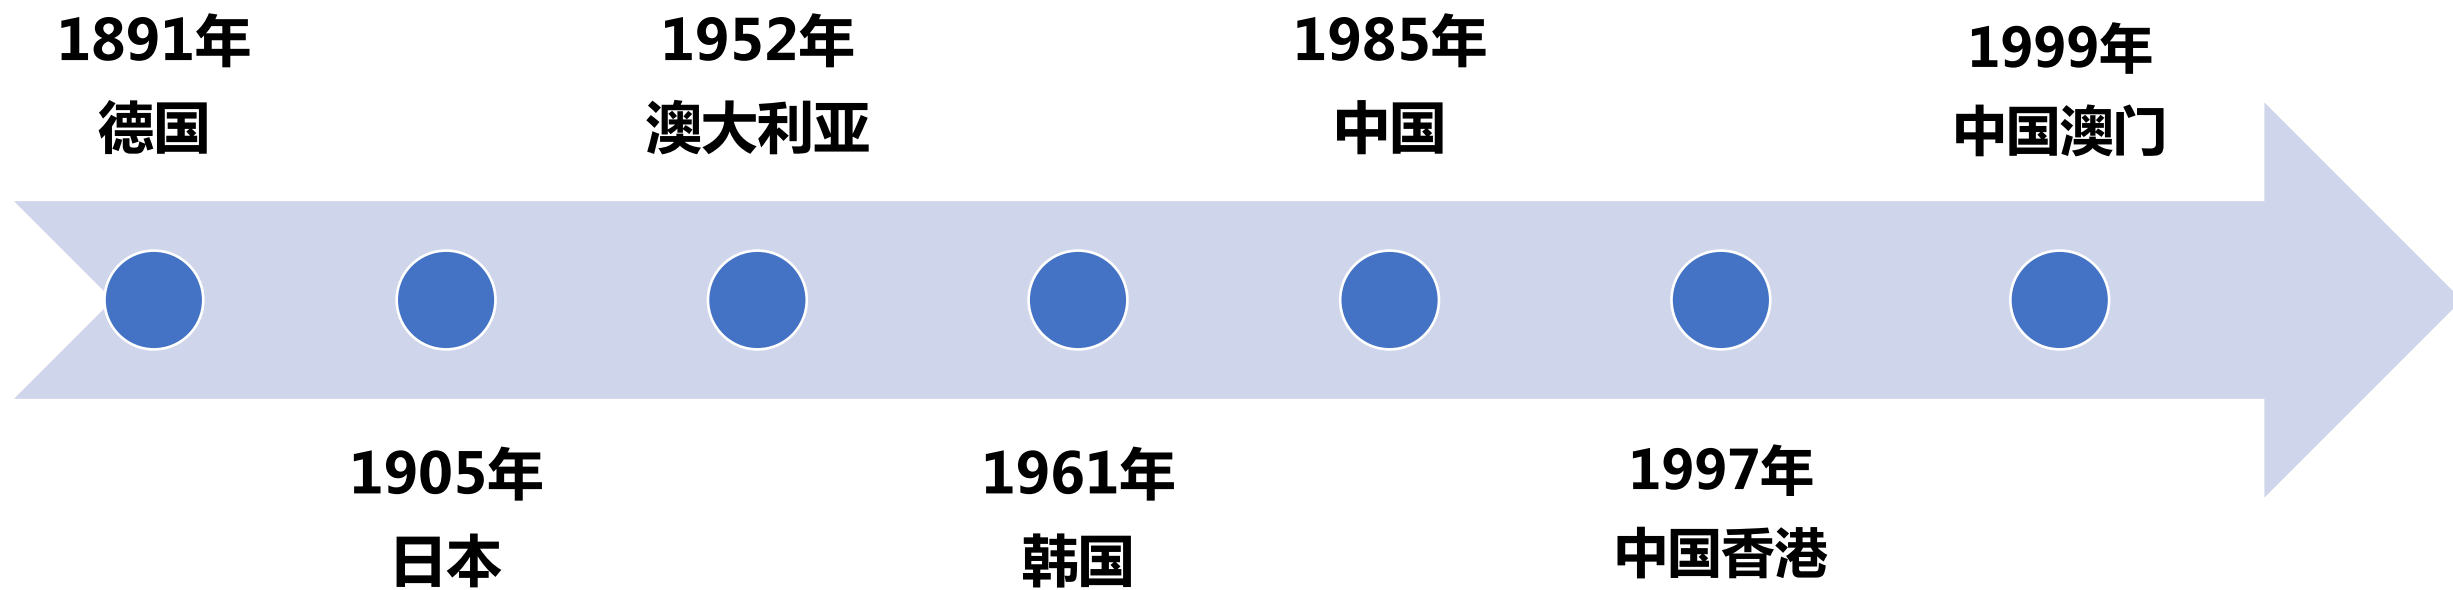 1891年
德国
1905年
日本
1952年
澳大利亚
1961年
韩国
1985年
中国
1997年
中国香港
1999年
中国澳门